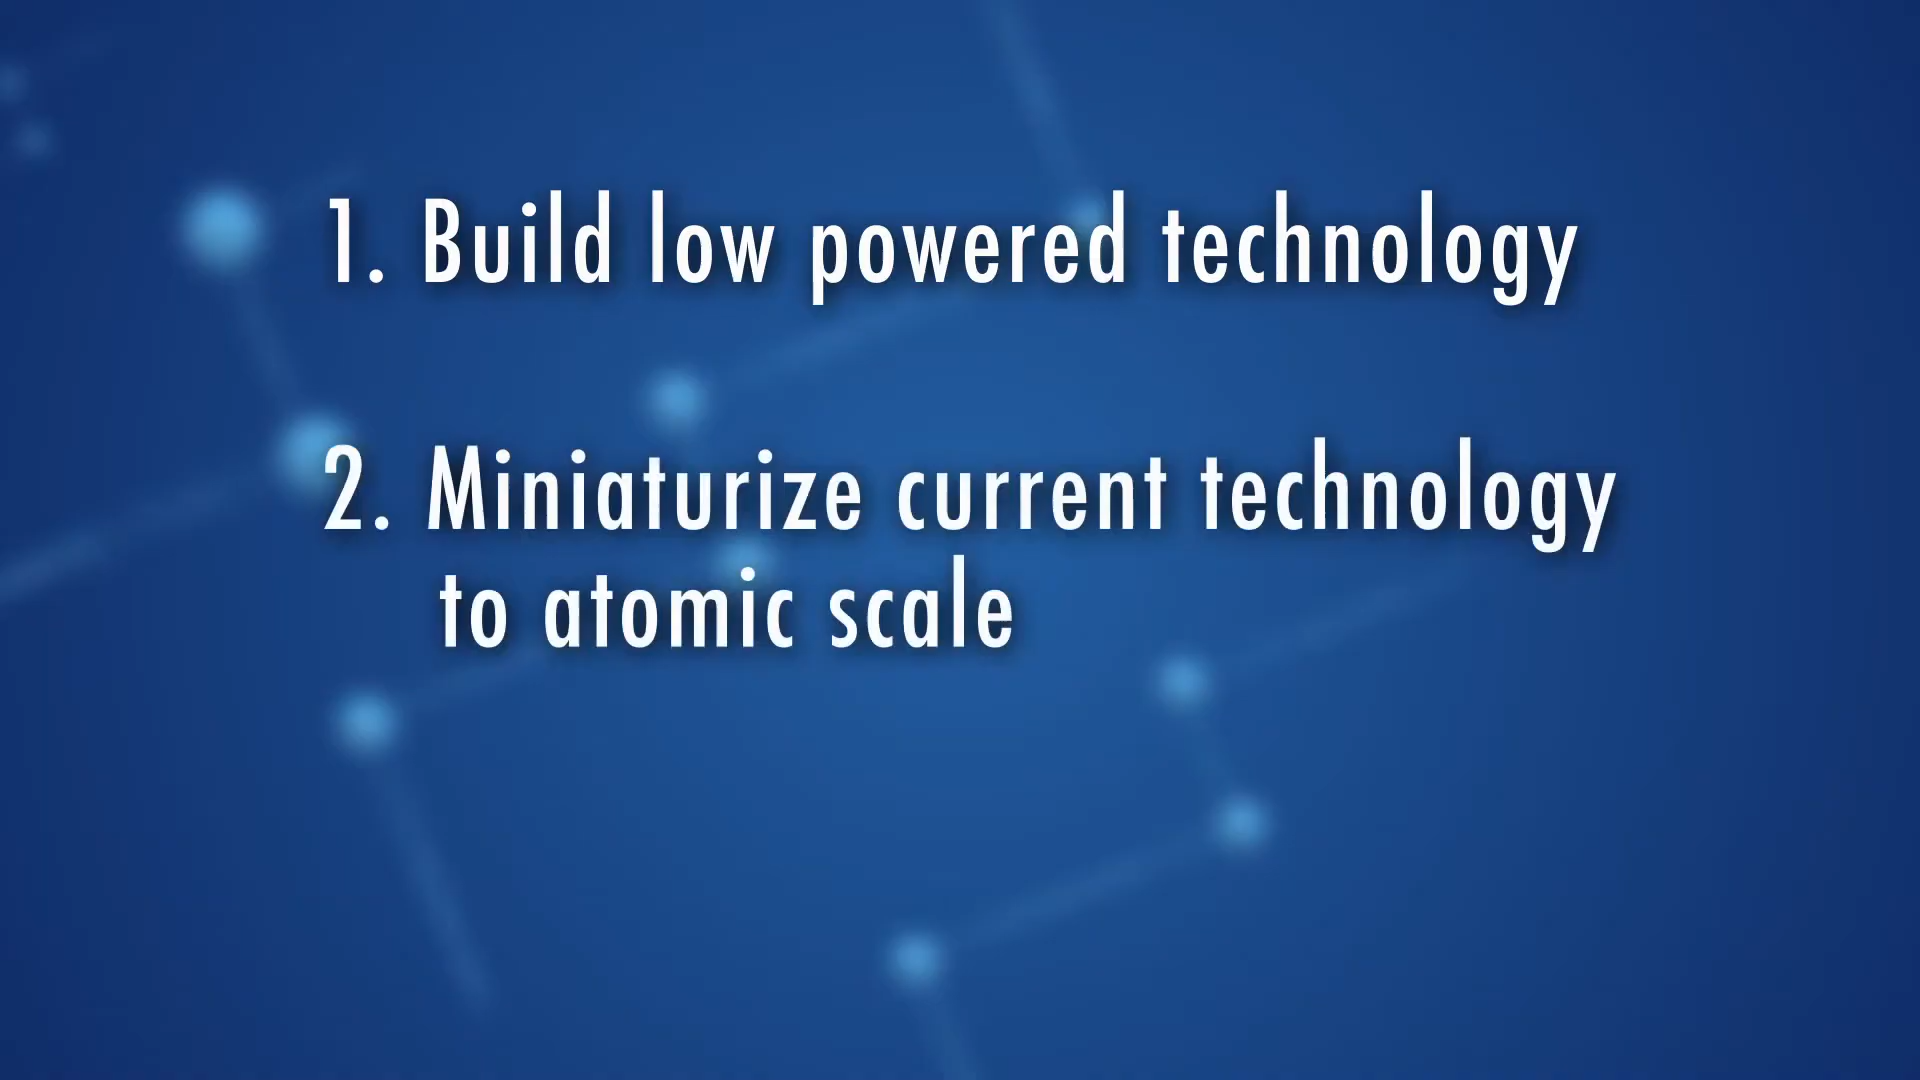 1. Build low powered technology
2. Miniaturize current technology
to atomic scale